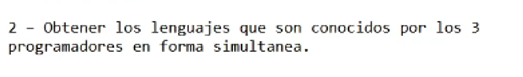 2 - Obtener los lenguajes que son conocidos por los 3
programadores en forma simultanea.